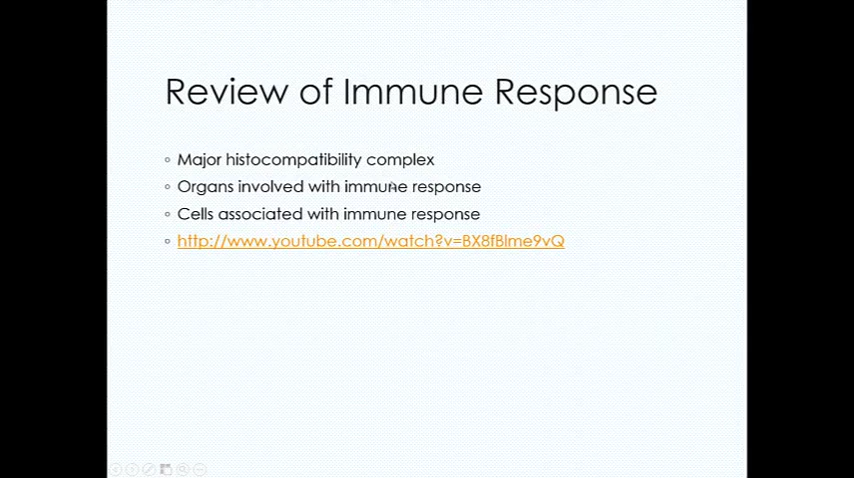 Review of Immune Response
Major histocompatibility complex
Organs involved with immune response
Cells associated with immune response
http://www.youtube.com/watch?v=BX8fBlme9vQ